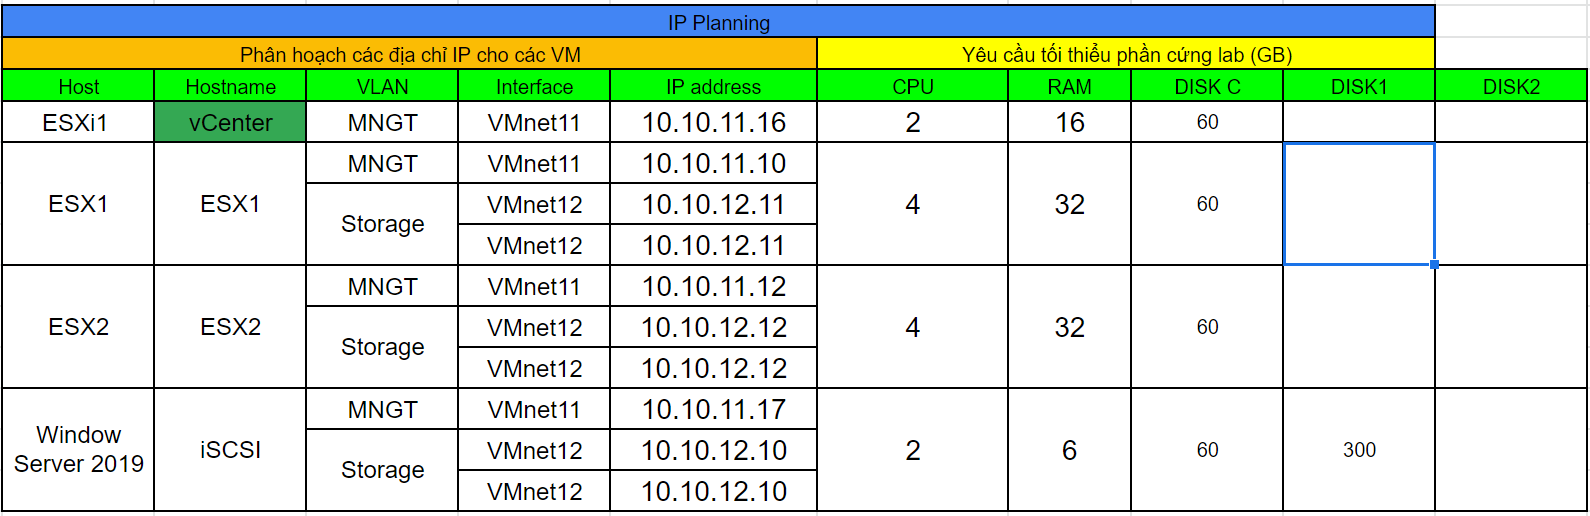 IP Planning
Phân hoạch các địa chỉ IP cho các VM
Yêu cầu tối thiểu phần cứng lab (GB)
Host
Hostname
VLAN
Interface
IP address
CPU
RAM
DISK C
DISK1
DISK2
ESXi1
vCenter
MNGT
VMnet11
10.10.11.16
2
16
60
ESX1
ESX1
MNGT
VMnet11
10.10.11.10
Storage
VMnet12
10.10.12.11
VMnet12
10.10.12.11
4
32
60
ESX2
ESX2
MNGT
VMnet11
10.10.11.12
Storage
VMnet12
10.10.12.12
VMnet12
10.10.12.12
4
32
60
Window
Server 2019
iSCSI
MNGT
VMnet11
10.10.11.17
Storage
VMnet12
10.10.12.10
VMnet12
10.10.12.10
2
6
60
300